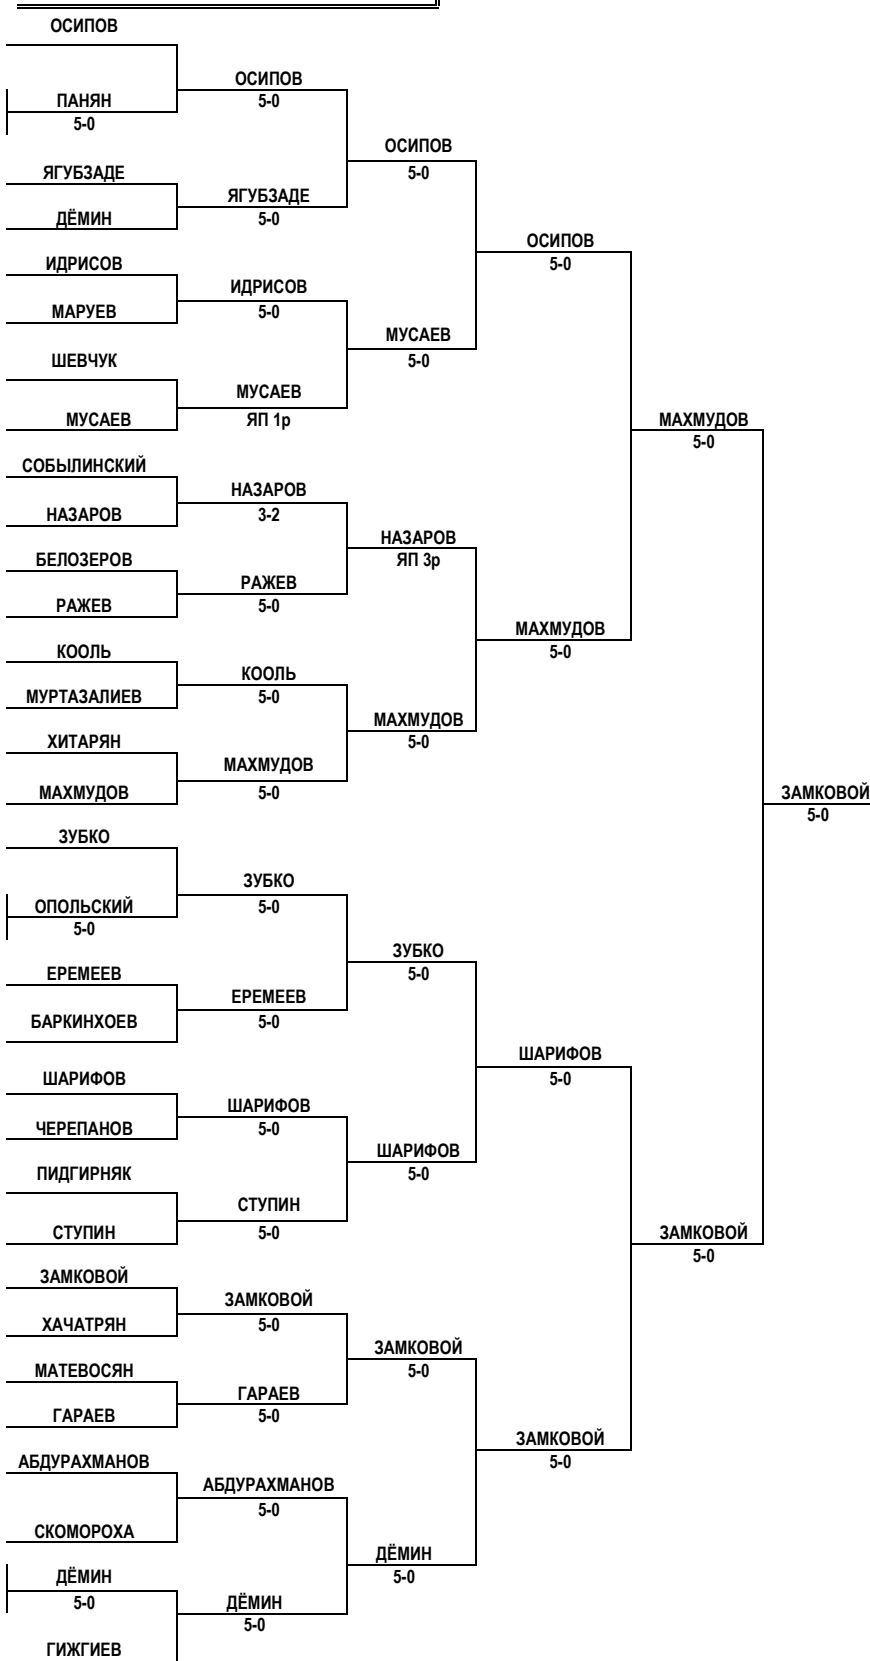 ОСИПОВ
ОСИПОВ
ПАНЯН
5-0
5-0
ОСИПОВ
ЯГУБЗАДЕ
5-0
ЯГУБЗАДЕ
ДЁМИН
5-0
ОСИПОВ
ИДРИСОВ
5-0
ИДРИСОВ
МАРУЕВ
5-0
МУСАЕВ
ШЕВЧУК
5-0
МУСАЕВ
МУСАЕВ
ЯП 1р
МАХМУДОВ
5-0
СОБЫЛИНСКИЙ
НАЗАРОВ
НАЗАРОВ
3-2
НАЗАРОВ
БЕЛОЗЕРОВ
ЯП 3р
РАЖЕВ
РАЖЕВ
5-0
МАХМУДОВ
КООЛЬ
5-0
КООЛЬ
МУРТАЗАЛИЕВ
5-0
МАХМУДОВ
ХИТАРЯН
5-0
МАХМУДОВ
МАХМУДОВ
5-0
ЗАМКОВОЙ
5-0
ЗУБКО
ЗУБКО
ОПОЛЬСКИЙ
5-0
5-0
ЗУБКО
ЕРЕМЕЕВ
5-0
ЕРЕМЕЕВ
БАРКИНХОЕВ
5-0
ШАРИФОВ
ШАРИФОВ
5-0
ШАРИФОВ
ЧЕРЕПАНОВ
5-0
ШАРИФОВ
ПИДГИРНЯК
5-0
СТУПИН
СТУПИН
5-0
ЗАМКОВОЙ
5-0
ЗАМКОВОЙ
ЗАМКОВОЙ
ХАЧАТРЯН
5-0
ЗАМКОВОЙ
МАТЕВОСЯН
5-0
ГАРАЕВ
ГАРАЕВ
5-0
ЗАМКОВОЙ
АБДУРАХМАНОВ
5-0
АБДУРАХМАНОВ
5-0
СКОМОРОХА
ДЁМИН
ДЁМИН
5-0
5-0
ДЁМИН
5-0
ГИЖГИЕВ